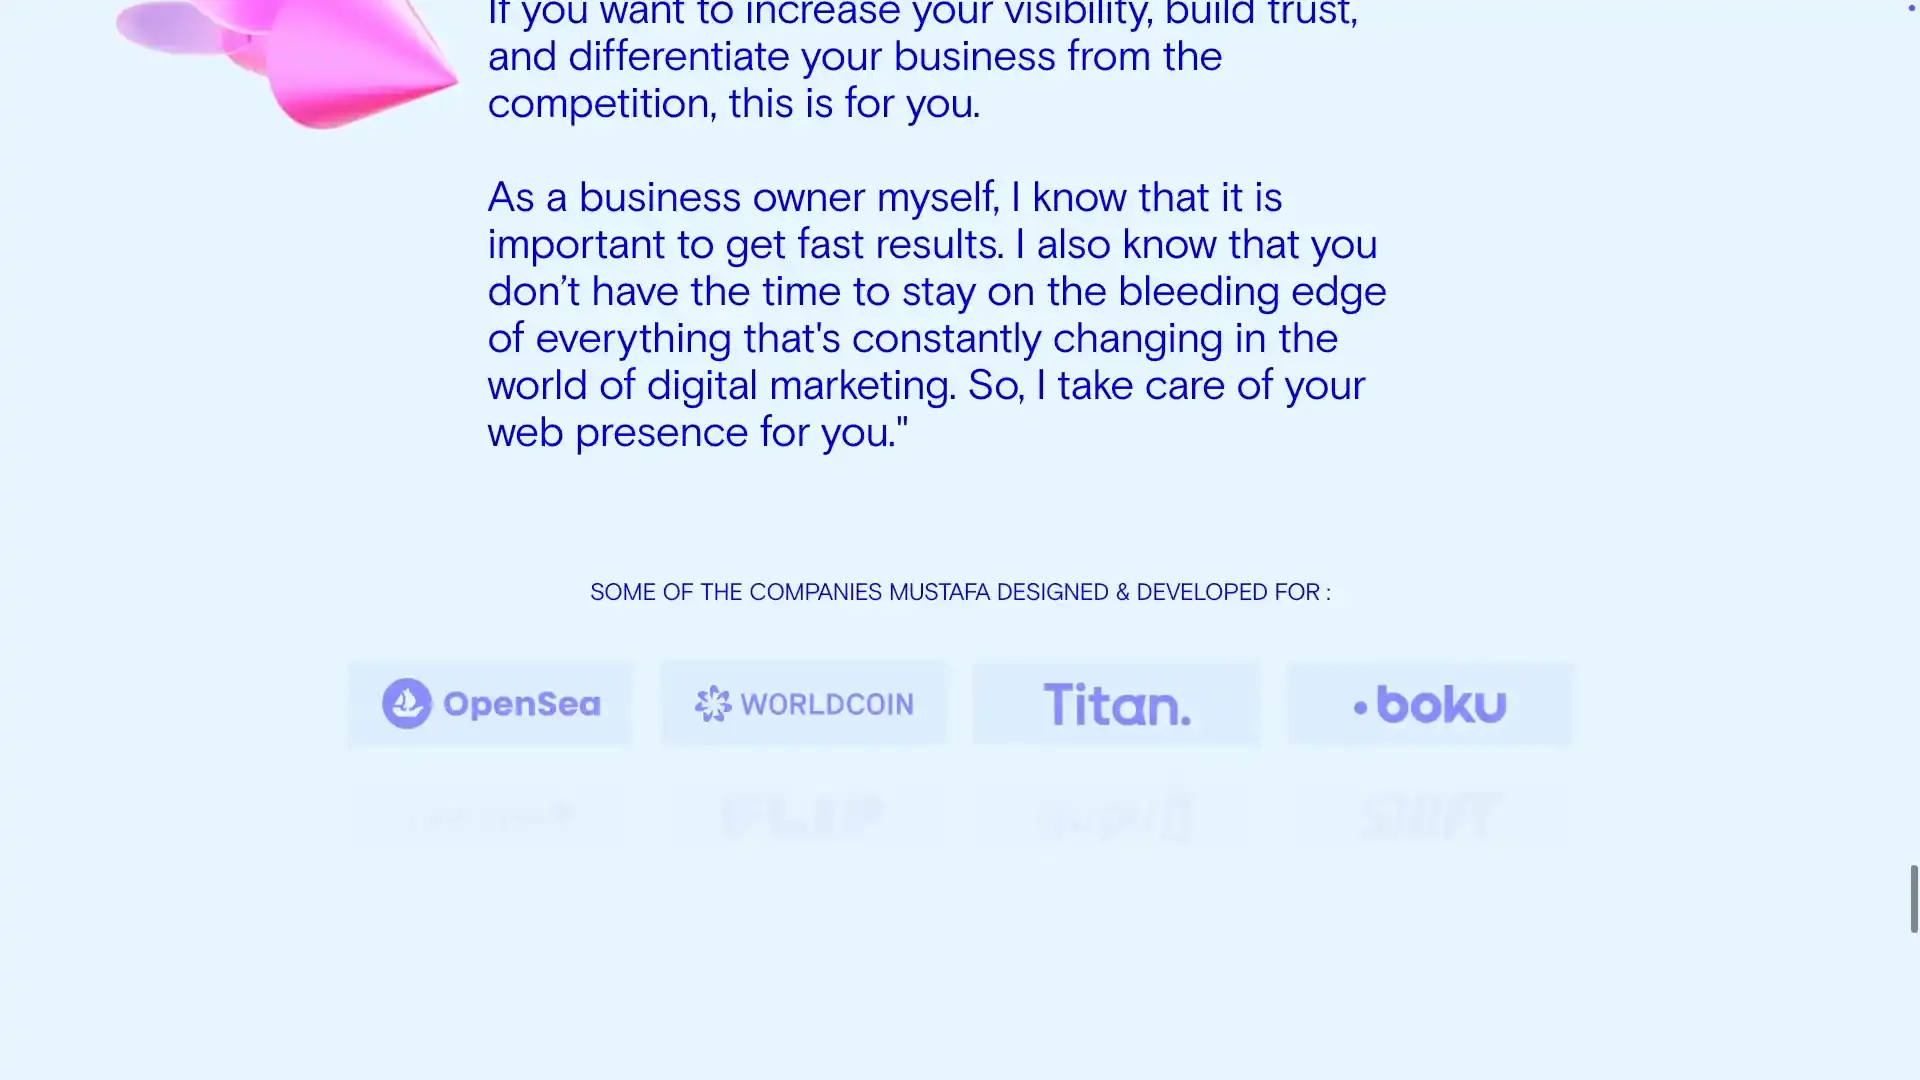 If you want to increase your visibility, build trust,
and differentiate your business from the
competition, this is for you.
As a business owner myself, I know that it is
important to get fast results. I also know that you
don’t have the time to stay on the bleeding edge
of everything that's constantly changing in the
world of digital marketing. So, I take care of your
web presence for you."
SOME OF THE COMPANIES MUSTAFA DESIGNED & DEVELOPED FOR :
OpenSea
WORLDCOIN
Titan.
boku